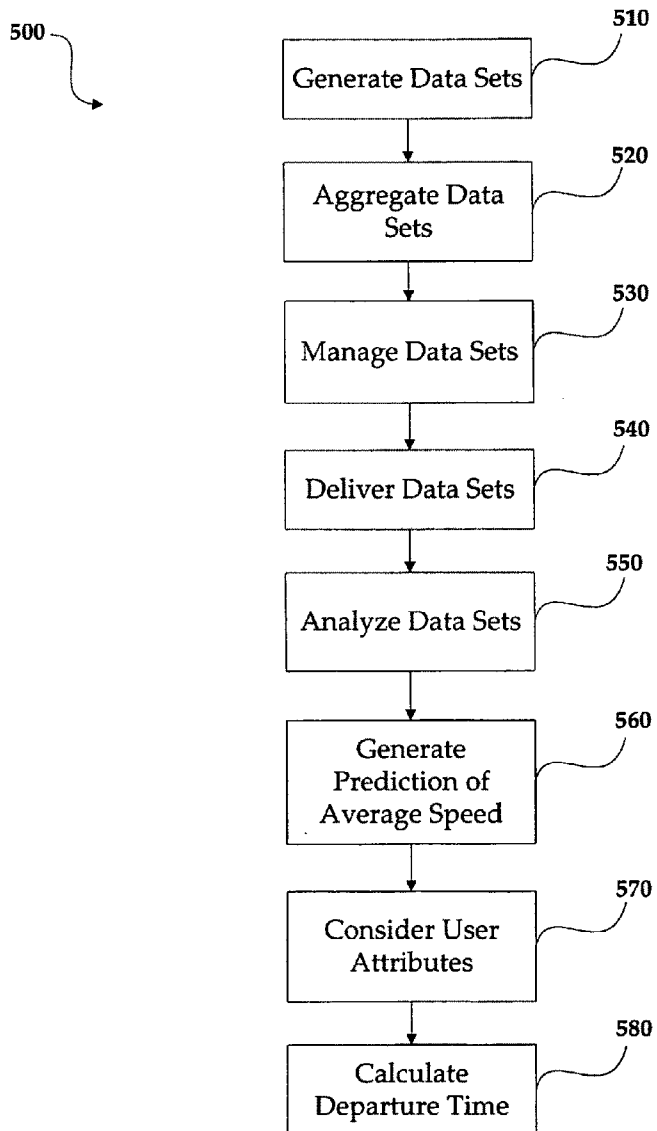 500
510
Generate Data Sets
520
Aggregate Data
Sets
530
Manage Data Sets
540
Deliver Data Sets
550
Analyze Data Sets
560
Generate
Prediction of
Average Speed
570
Consider User
Attributes
580
Calculate
Departure Time